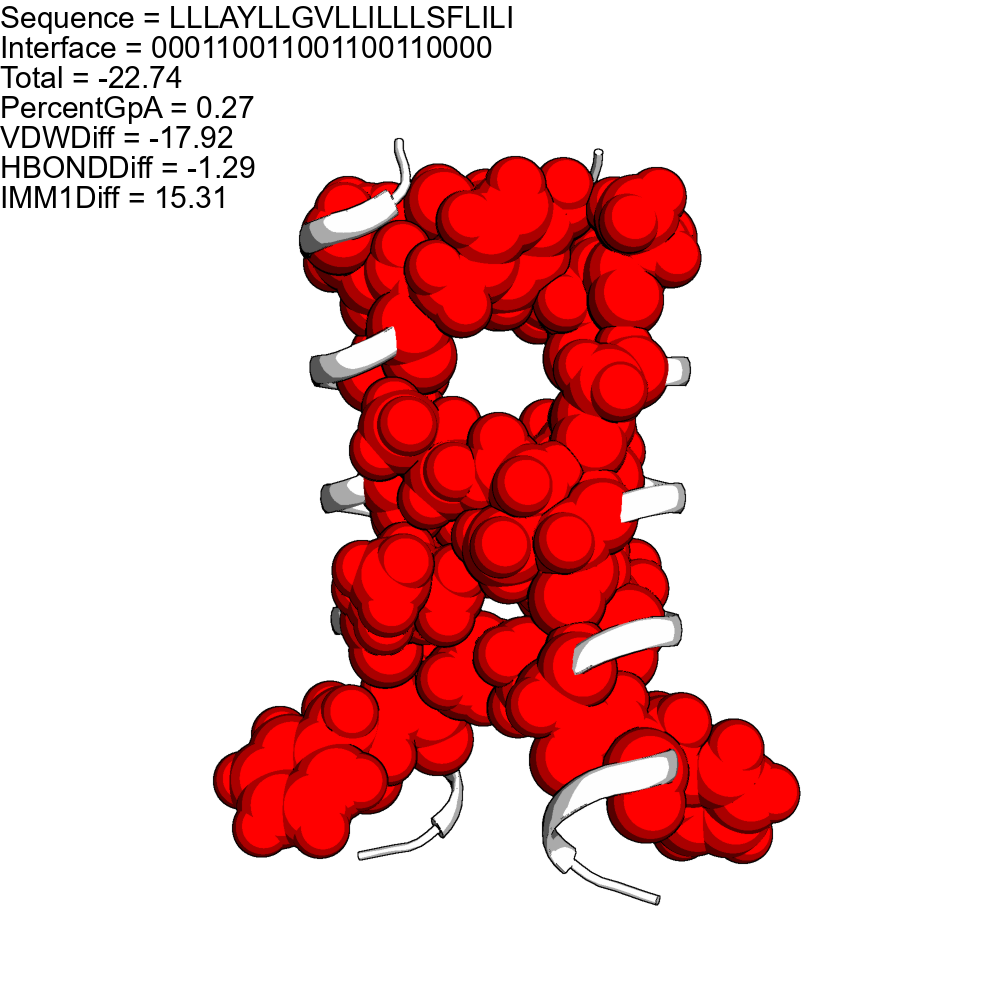 Sequence = LLLAYLLGVLLILLLSFLILI
Interface = 000110011001100110000
Total = -22.74
PercentGpA = 0.27
VDWDiff = -17.92
HBONDDiff = -1.29
IMM1Diff = 15.31